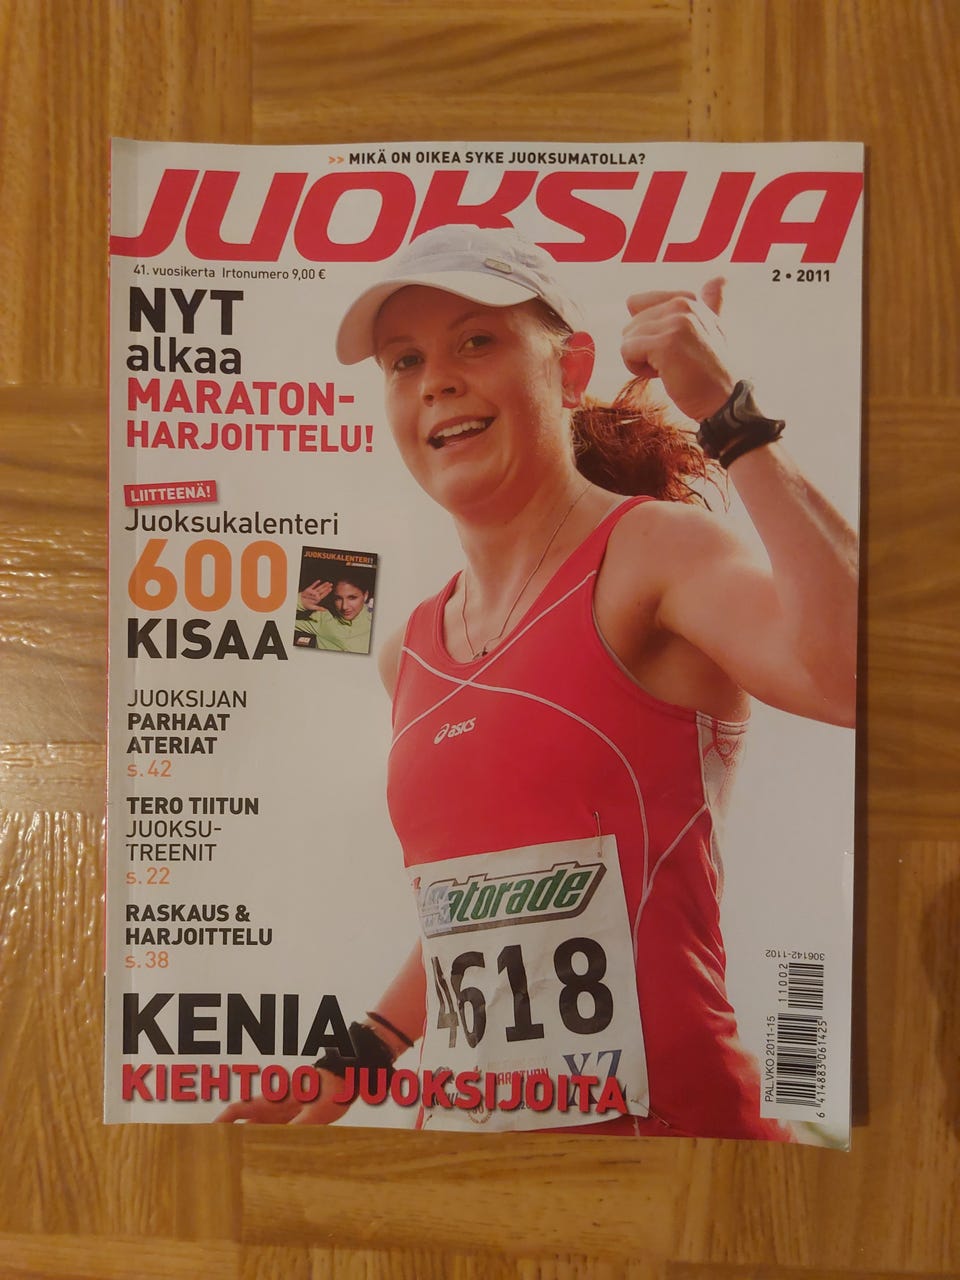 >> MIKÄ ON OIKEA SYKE JUOKSUMATOLLA?
JUOKSIJA
41. vuosikerta Irtonumero 9,00 €
2 • 2011
NYT
alkaa
MARATON-
HARJOITTELU!
LIITTEENÄ!
Juoksukalenteri
600
KISAA
JUOKSUKALENTERI
JUOKSIJAN
PARHAAT
ATERIAT
s. 42
TERO TIITUN
JUOKSU-
TREENIT
s. 22
RASKAUS &
HARJOITTELU
s. 38
KENIA
KIEHTOO JUOKSIJOITA
asics
Gatorade
4618
XZ
PAL.VKO 2011-15
6 414883 061425
11002
306142-1102